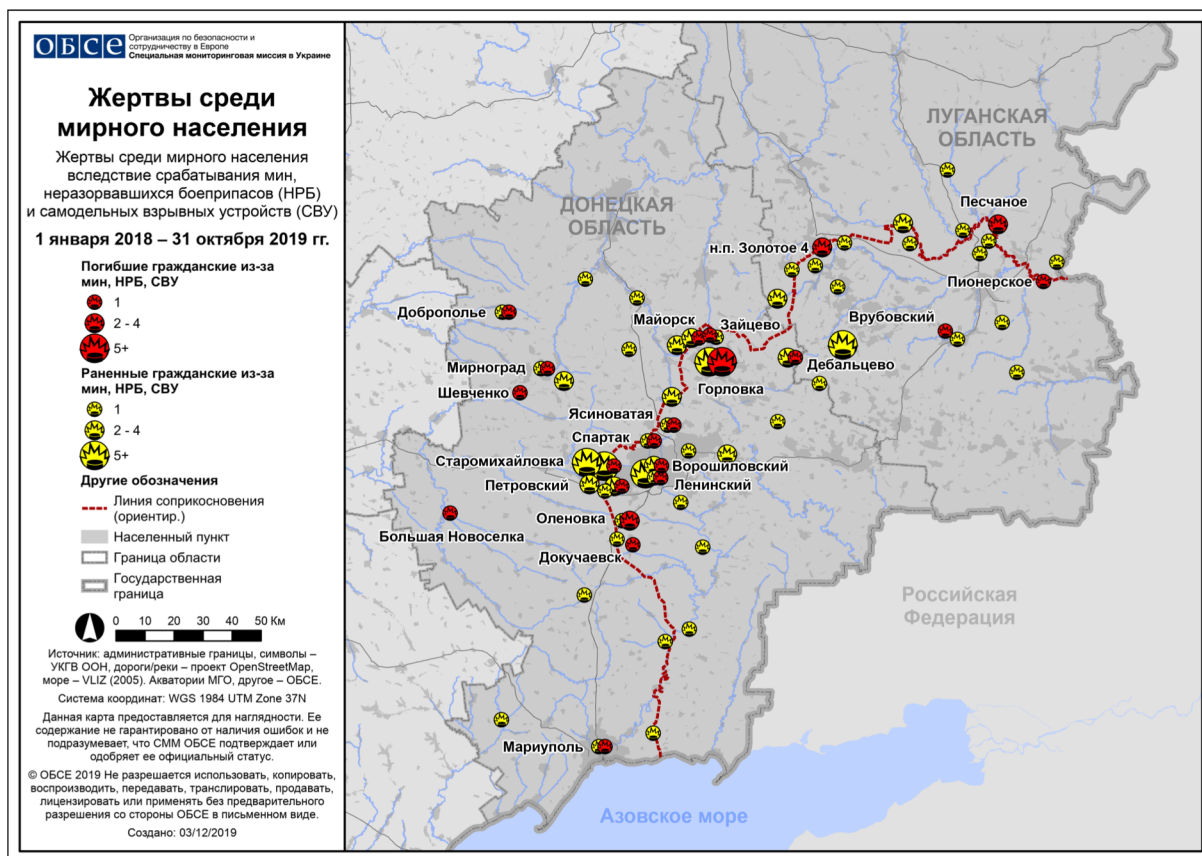 ОБСЕ
Организация по безопасности и
сотрудничеству в Европе
Специальная мониторинговая миссия в Украине
Жертвы среди
мирного населения
Жертвы среди мирного населения
вследствие срабатывания мин,
неразорвавшихся боеприпасов (НРБ)
и самодельных взрывных устройств (СВУ)
1 января 2018 – 31 октября 2019 гг.
Погибшие гражданские из-за
мин, НРБ, СВУ
1
2 - 4
5+
Раненные гражданские из-за
мин, НРБ, СВУ
1
2 - 4
5+
Другие обозначения
Линия соприкосновения
(ориентир.)
Населенный пункт
Граница области
Государственная
граница
0 10 20 30 40 50 Км
Источник: административные границы, символы –
УКГВ ООН, дороги/реки – проект OpenStreetMap,
море – VLIZ (2005). Акватории МГО, другое – ОБСЕ.
Система координат: WGS 1984 UTM Zone 37N
Данная карта предоставляется для наглядности. Ее
содержание не гарантировано от наличия ошибок и не
подразумевает, что СММ ОБСЕ подтверждает или
одобряет ее официальный статус.
© ОБСЕ 2019 Не разрешается использовать, копировать,
воспроизводить, передавать, транслировать, продавать,
лицензировать или применять без предварительного
разрешения со стороны ОБСЕ в письменном виде.
Создано: 03/12/2019
ЛУГАНСКАЯ
ОБЛАСТЬ
ДОНЕЦКАЯ
ОБЛАСТЬ
Песчаное
н.п. Золотое 4
Пионерское
Доброполье
Майорск
Зайцево
Врубовский
Мирноград
Дебальцево
Шевченко
Горловка
Ясиноватая
Спартак
Старомихайловка
Ворошиловский
Петровский
Ленинский
Оленовка
Большая Новоселка
Докучаевск
Российская
Федерация
Мариуполь
Азовское море